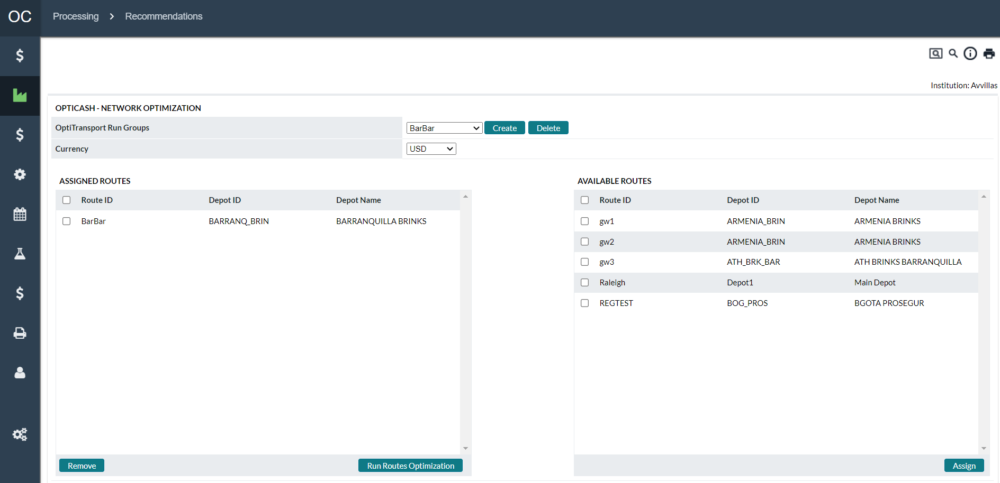 OC Processing Recommendations
Institution: Avvillas
OPTICASH - NETWORK OPTIMIZATION
OptiTransport Run Groups BarBar Create Delete
Currency USD
ASSIGNED ROUTES
Route ID Depot ID Depot Name
BarBar BARRANQ_BRIN BARRANQUILLA BRINKS
Remove Run Routes Optimization
AVAILABLE ROUTES
Route ID Depot ID Depot Name
gw1 ARMENIA_BRIN ARMENIA BRINKS
gw2 ARMENIA_BRIN ARMENIA BRINKS
gw3 ATH_BRK_BAR ATH BRINKS BARRANQUILLA
Raleigh Depot1 Main Depot
REGTEST BOG_PROS BGOTA PROSEGUR
Assign